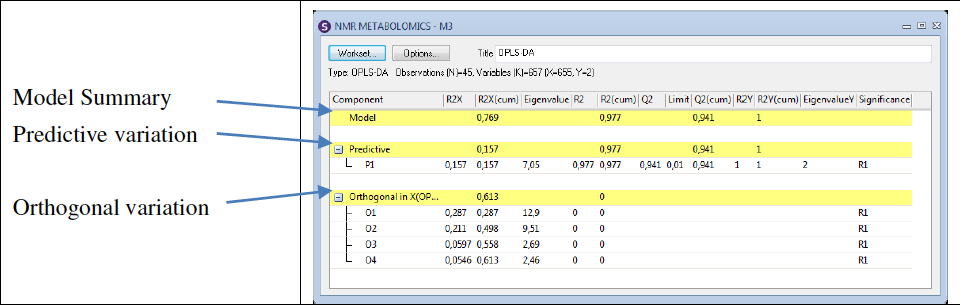 Model Summary
Predictive variation
Orthogonal variation
S NMR METABOLOMICS - M3
Workset... Options... Title OPLS-DA
Type: OPLS-DA Observations (N)=45, Variables (K)=657 (X=655, Y=2)
Component R2X R2X(cum) Eigenvalue R2 R2(cum) Q2 Limit Q2(cum) R2Y R2Y(cum) EigenvalueY Significance
Model 0,769 0,977 0,941 1
Predictive 0,157 0,977 0,941 1
P1 0,157 0,157 7,05 0,977 0,977 0,941 0,01 0,941 1 1 2 R1
Orthogonal in X(OP... 0,613 0
O1 0,287 0,287 12,9 0 0 R1
O2 0,211 0,498 9,51 0 0 R1
O3 0,0597 0,558 2,69 0 0 R1
O4 0,0546 0,613 2,46 0 0 R1